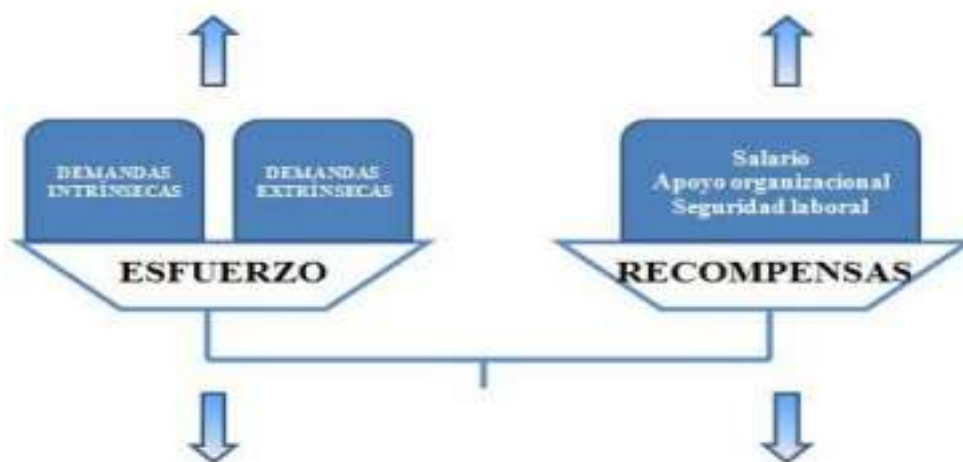 DEMANDAS
INTRÍNSECAS
DEMANDAS
EXTRÍNSECAS
Salario
Apoyo organizacional
Seguridad laboral
ESFUERZO
RECOMPENSAS